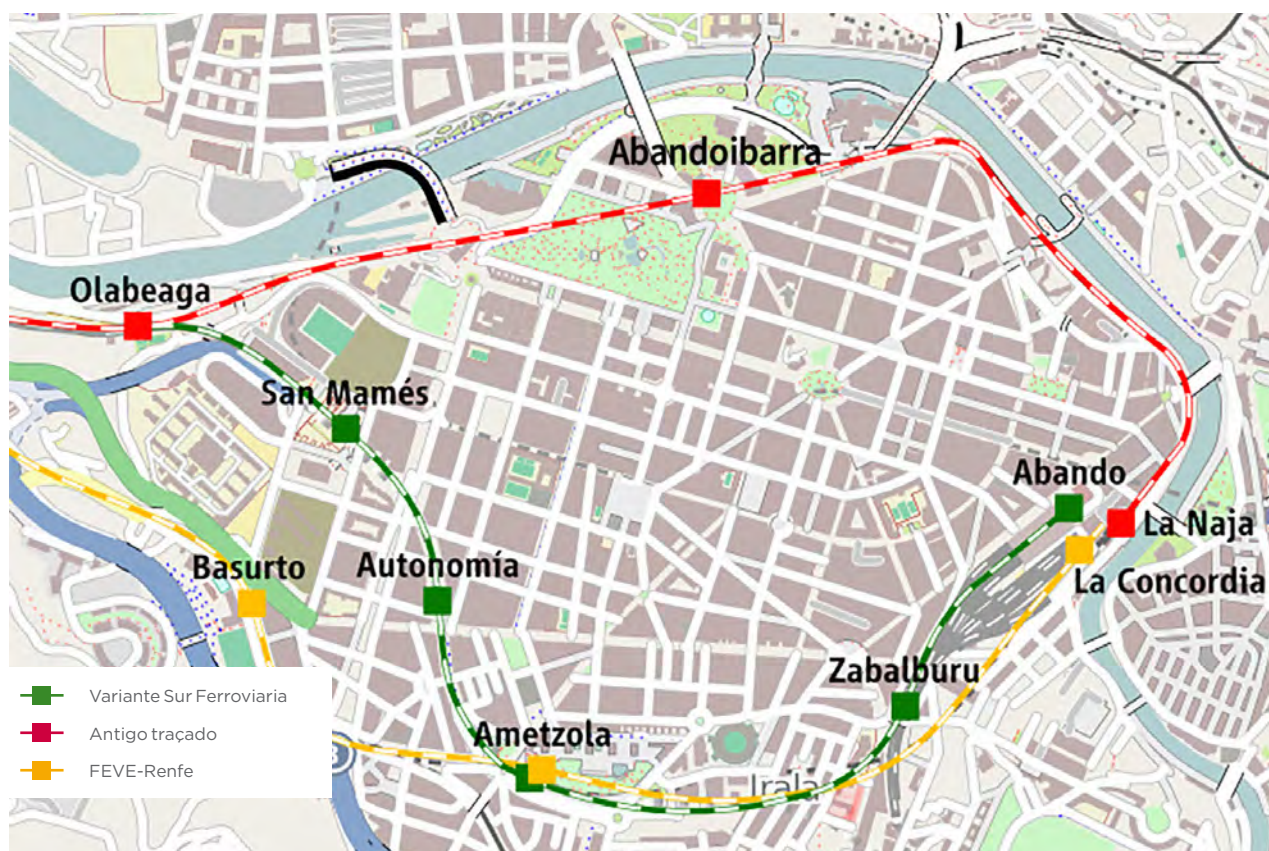 Abandoibarra
Olabeaga
San Mamés
Abando
La Naja
Basurto
Autonomía
La Concordia
Zabalburu
Variante Sur Ferroviaria
Antigo traçado
FEVE-Renfe
Ametzola
Irala